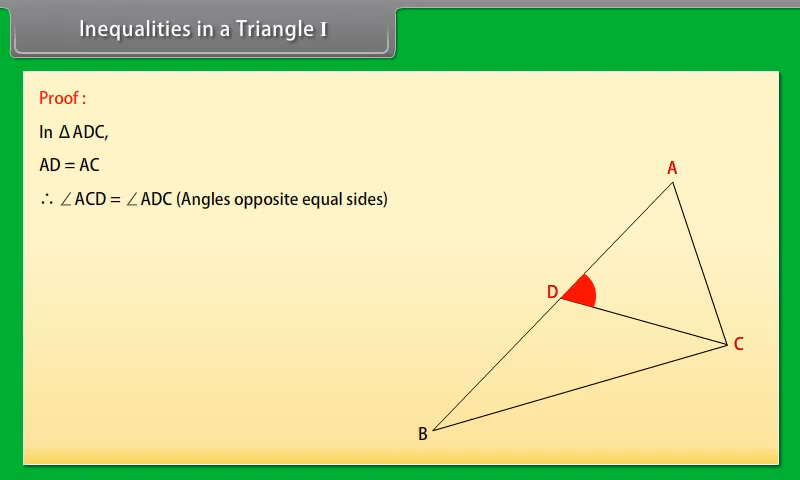 Inequalities in a Triangle I
Proof :
In Δ ADC,
AD = AC
∴ ∠ACD = ∠ADC (Angles opposite equal sides)
A
D
C
B